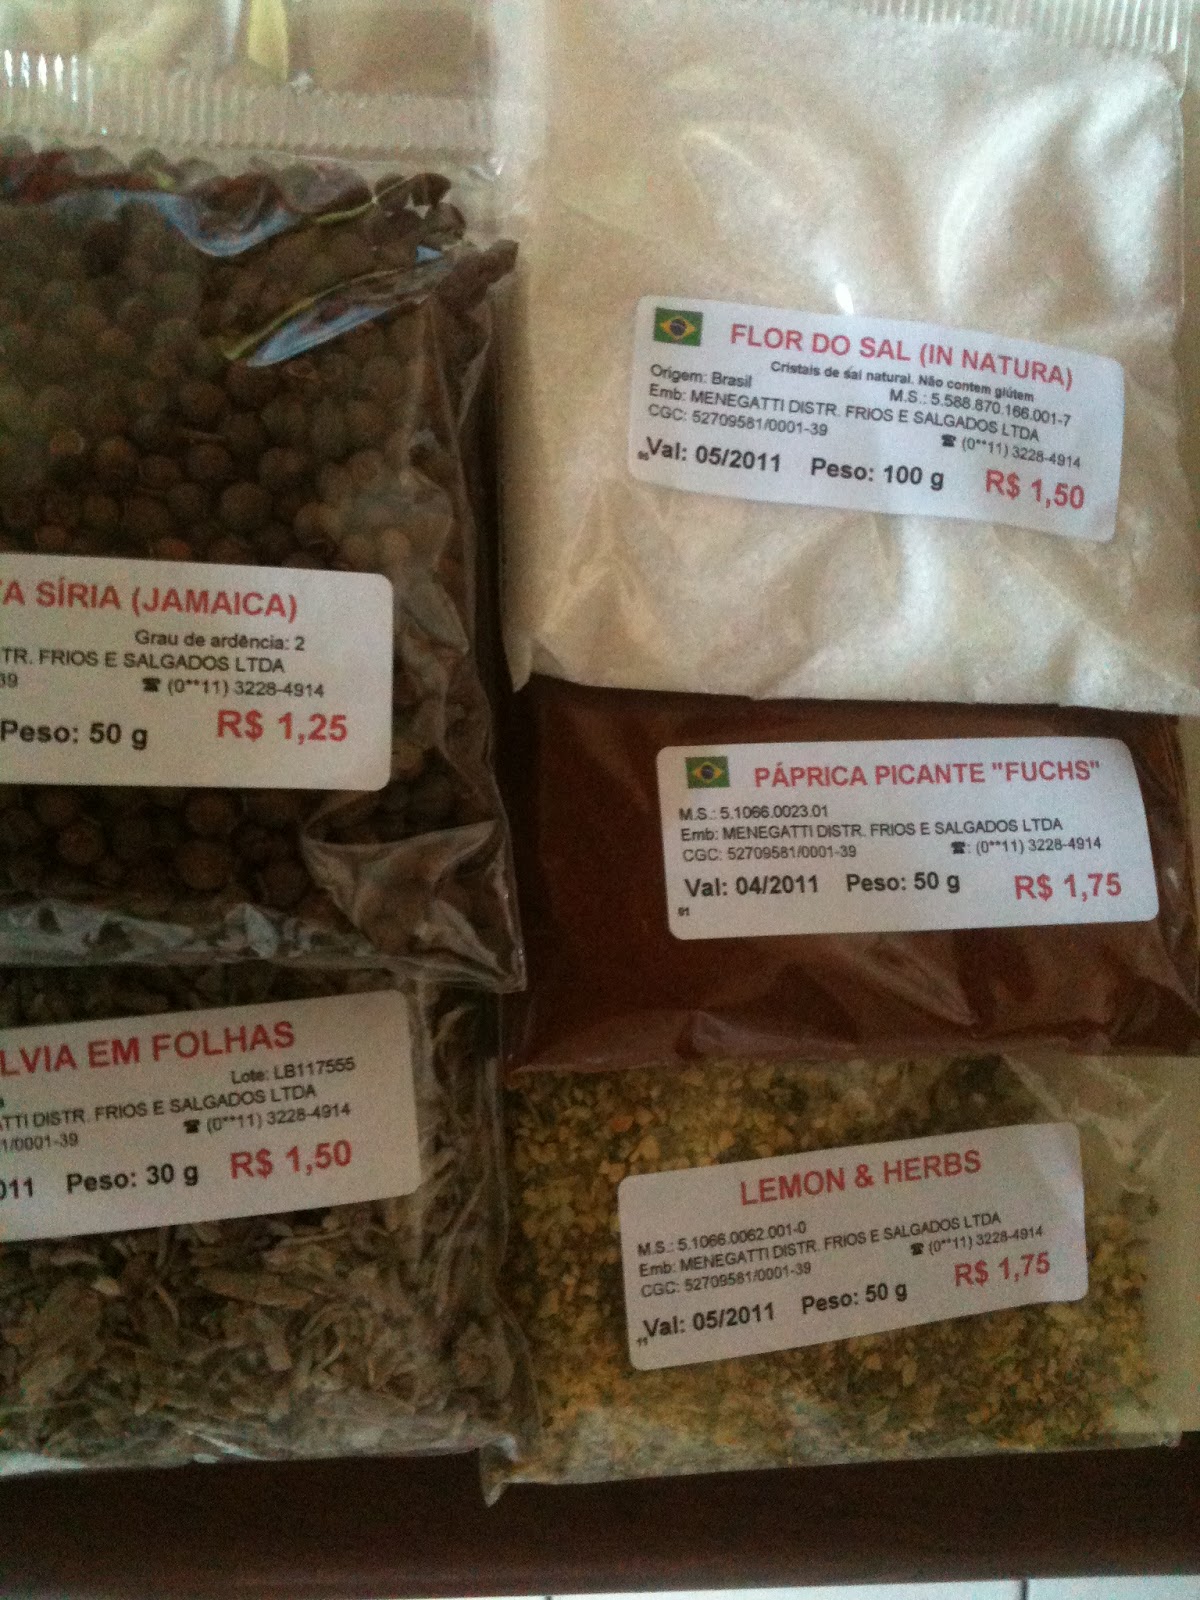 FLOR DO SAL (IN NATURA)
Cristais de sal natural. Não contem glútem
Origem: Brasil M.S.: 5.588.870.166.001-7
Emb: MENEGATTI DISTR. FRIOS E SALGADOS LTDA
CGC: 52709581/0001-39 ☎ (0**11) 3228-4914
Val: 05/2011 Peso: 100 g R$ 1,50
TA SÍRIA (JAMAICA)
Grau de ardência: 2
TR. FRIOS E SALGADOS LTDA
39 ☎ (0**11) 3228-4914
Peso: 50 g R$ 1,25
PÁPRICA PICANTE "FUCHS"
M.S.: 5.1066.0023.01
Emb: MENEGATTI DISTR. FRIOS E SALGADOS LTDA
CGC: 52709581/0001-39 ☎: (0**11) 3228-4914
Val: 04/2011 Peso: 50 g R$ 1,75
91
LVIA EM FOLHAS
Lote: LB117555
ATTI DISTR. FRIOS E SALGADOS LTDA
1/0001-39 ☎ (0**11) 3228-4914
011 Peso: 30 g R$ 1,50
LEMON & HERBS
M.S.: 5.1066.0062.001-0
Emb: MENEGATTI DISTR. FRIOS E SALGADOS LTDA
CGC: 52709581/0001-39 ☎ (0**11) 3228-4914
Val: 05/2011 Peso: 50 g R$ 1,75